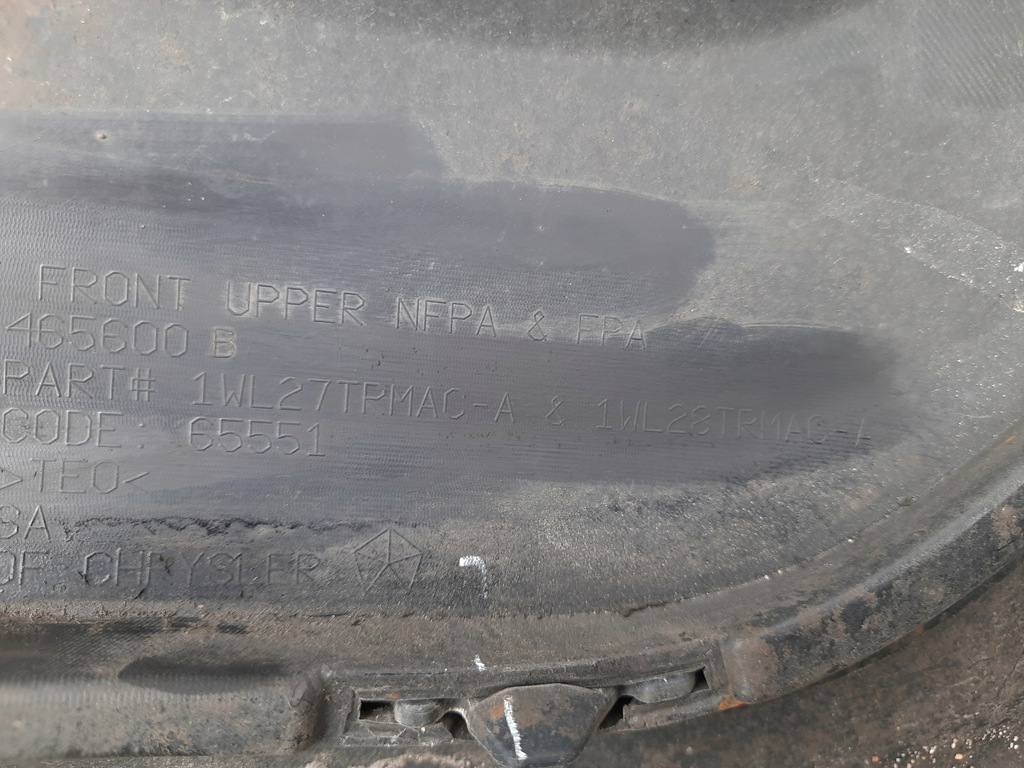 FRONT UPPER NFPA & FPA
465600 B
PART# 1WL27TRMAC-A & 1WL28TRMAC-A
CODE: 65551
>TEO<
SA
OF CHRYSLER